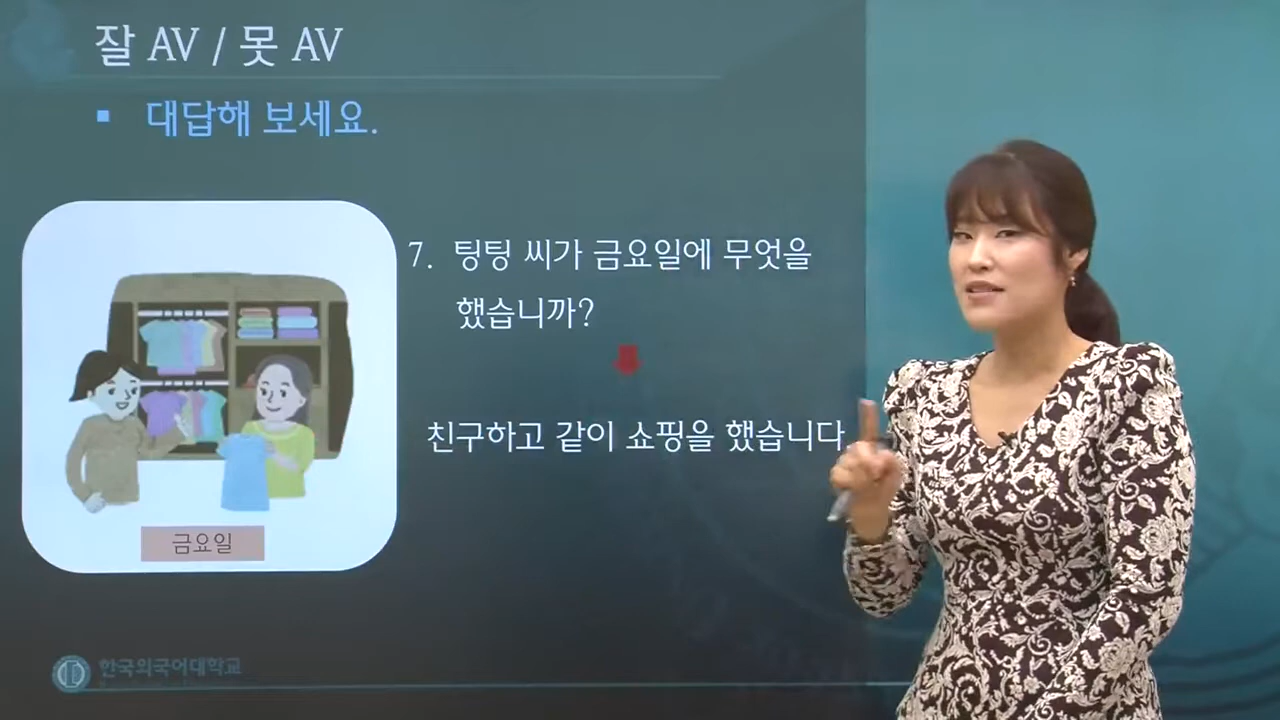 잘 AV / 못 AV
▪ 대답해 보세요.
7. 팅팅 씨가 금요일에 무엇을
했습니까?
친구하고 같이 쇼핑을 했습니다
금요일
한국외국어대학교